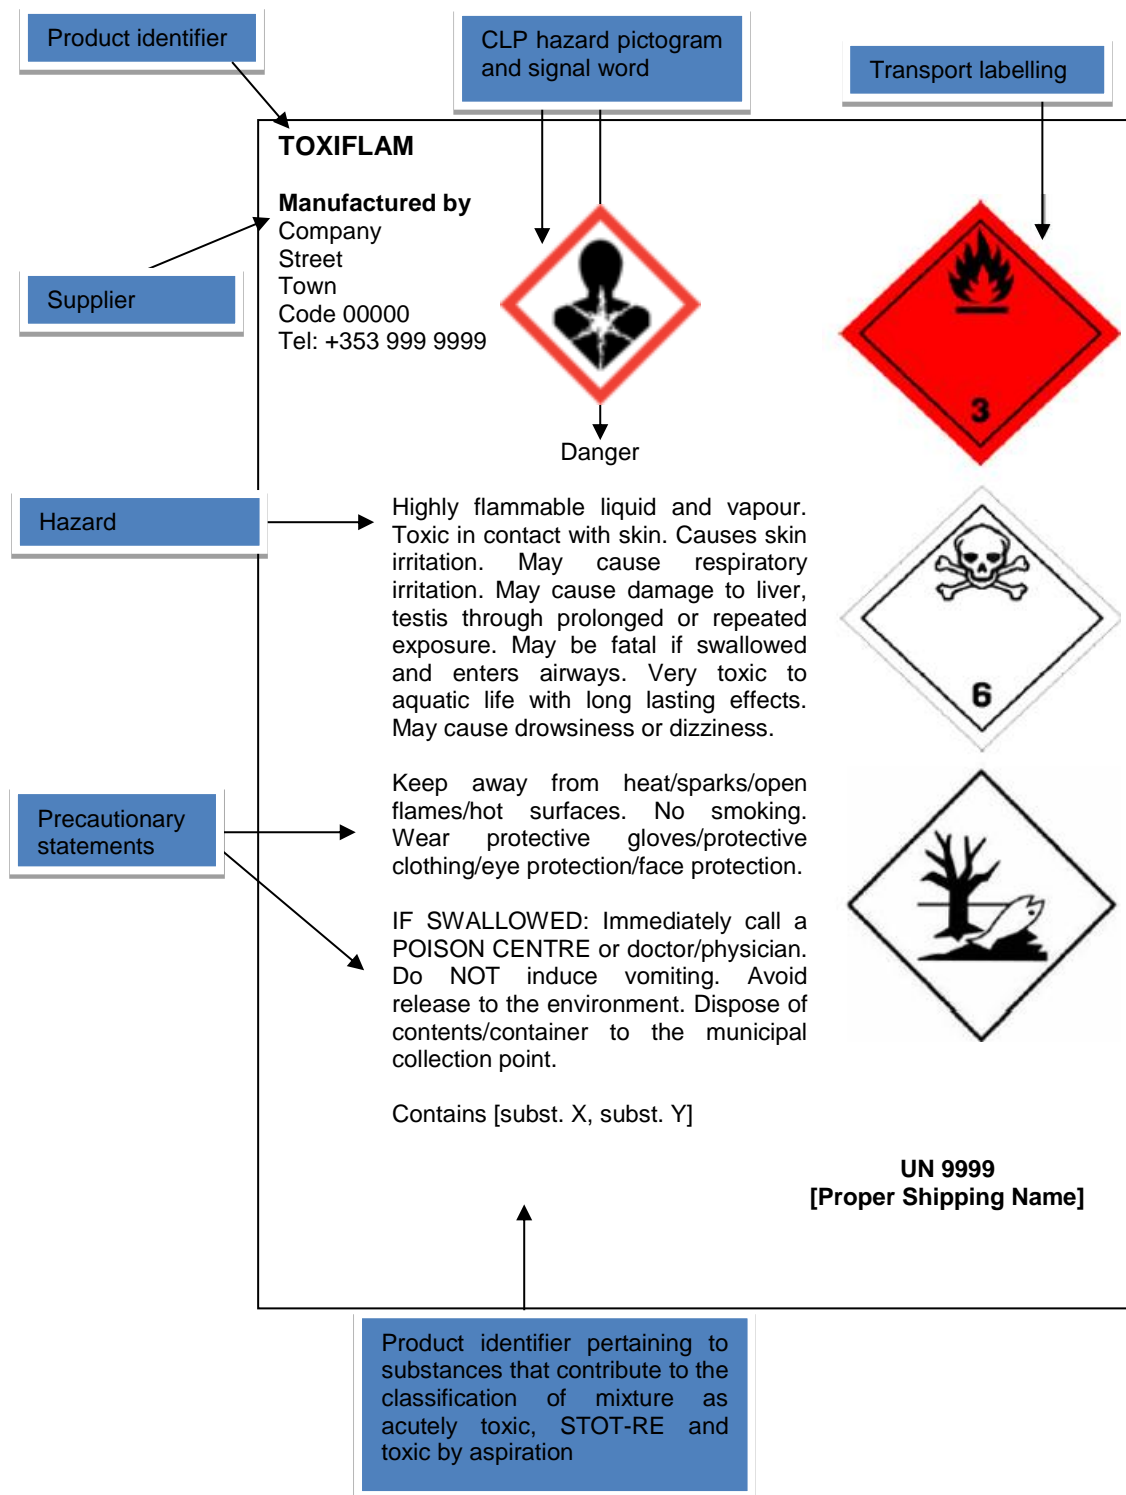 Product identifier
CLP hazard pictogram
and signal word
Transport labelling
TOXIFLAM
Manufactured by
Company
Street
Town
Code 00000
Tel: +353 999 9999
Supplier
3
Danger
Hazard
Highly flammable liquid and vapour.
Toxic in contact with skin. Causes skin
irritation. May cause respiratory
irritation. May cause damage to liver,
testis through prolonged or repeated
exposure. May be fatal if swallowed
and enters airways. Very toxic to
aquatic life with long lasting effects.
May cause drowsiness or dizziness.
6
Precautionary
statements
Keep away from heat/sparks/open
flames/hot surfaces. No smoking.
Wear protective gloves/protective
clothing/eye protection/face protection.
IF SWALLOWED: Immediately call a
POISON CENTRE or doctor/physician.
Do NOT induce vomiting. Avoid
release to the environment. Dispose of
contents/container to the municipal
collection point.
Contains [subst. X, subst. Y]
UN 9999
[Proper Shipping Name]
Product identifier pertaining to
substances that contribute to the
classification of mixture as
acutely toxic, STOT-RE and
toxic by aspiration